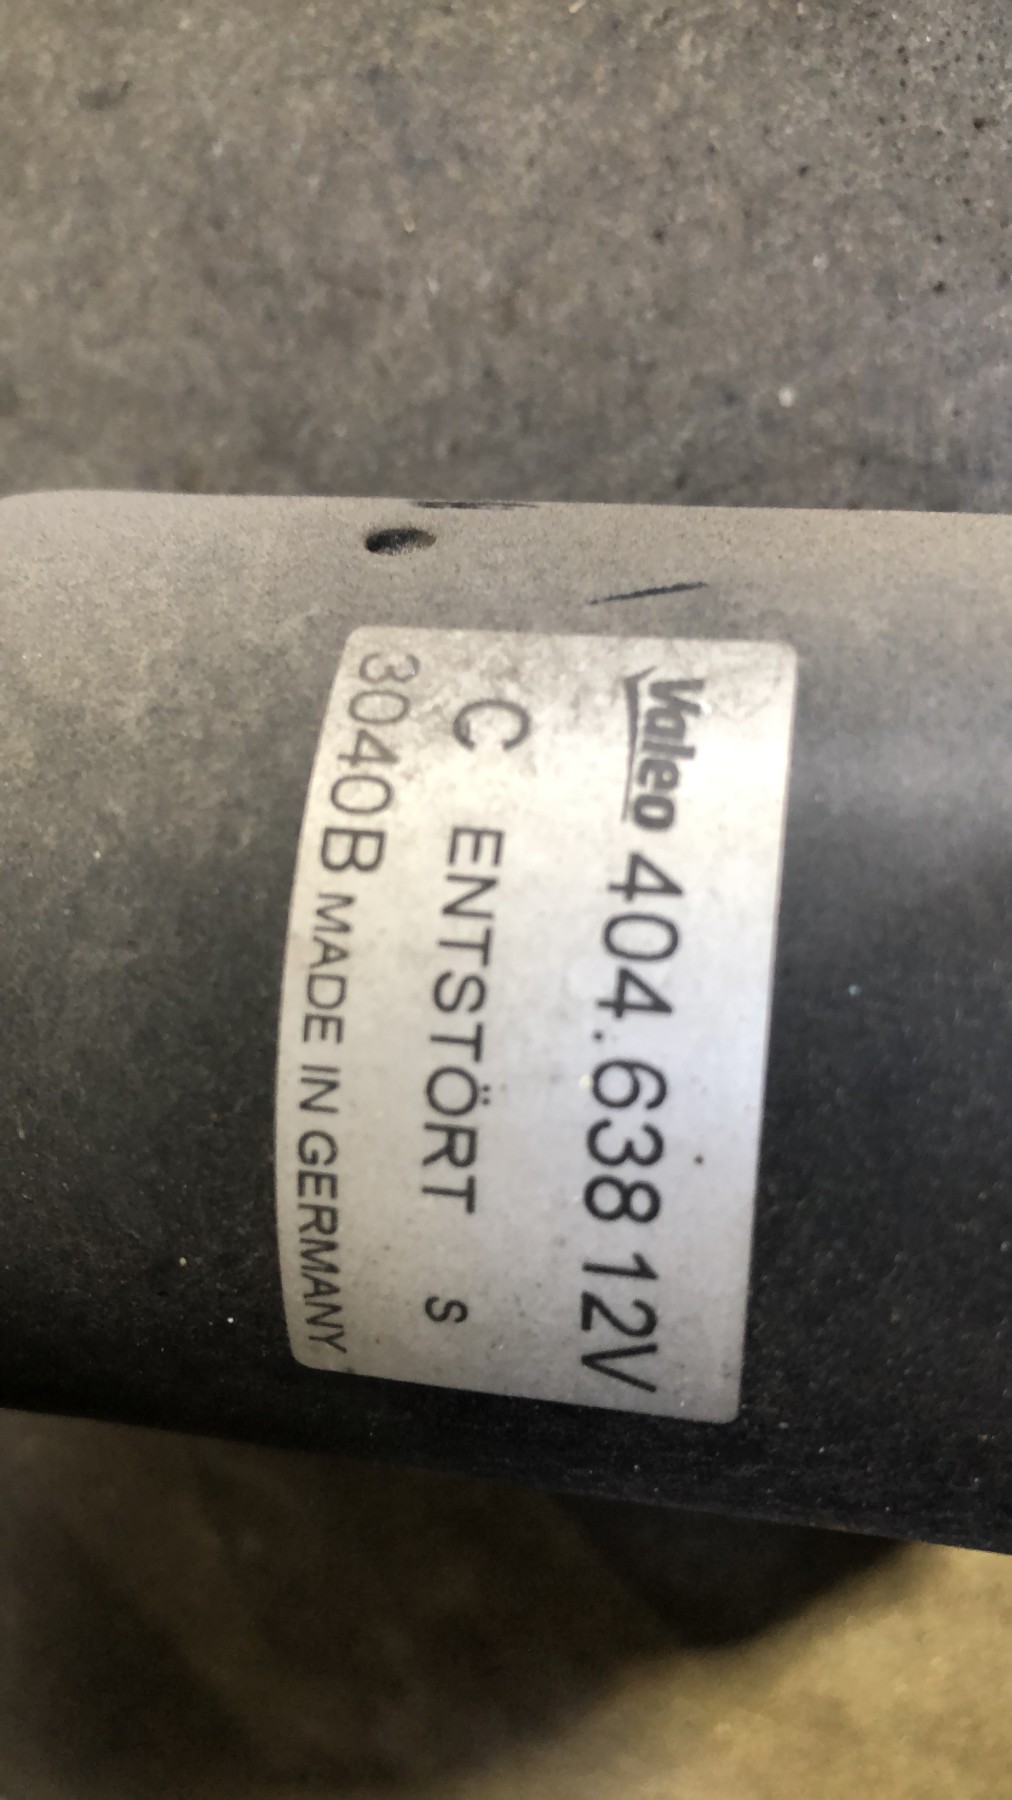 Valeo 404.638 12V
C ENTSTÖRT S
3040B MADE IN GERMANY